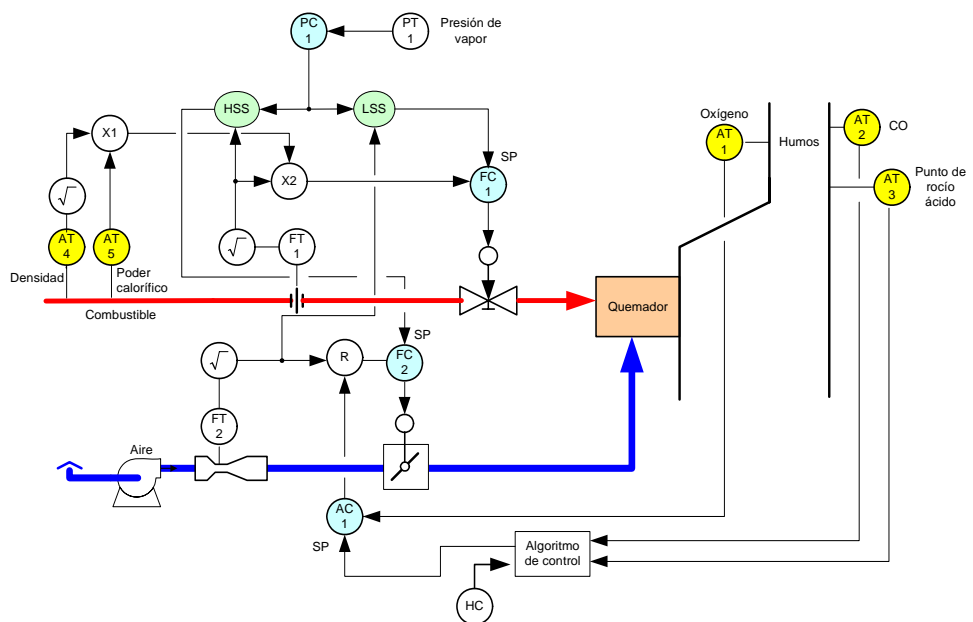 PC
1
PT
1
Presión de
vapor
HSS
LSS
X1
Oxígeno
AT
1
Humos
AT
2
CO
SP
X2
FC
1
AT
3
Punto de
rocío
ácido
√
AT
4
AT
5
√
FT
1
Densidad
Poder
calorífico
Combustible
Quemador
SP
√
R
FC
2
FT
2
Aire
AC
1
SP
Algoritmo
de control
HC